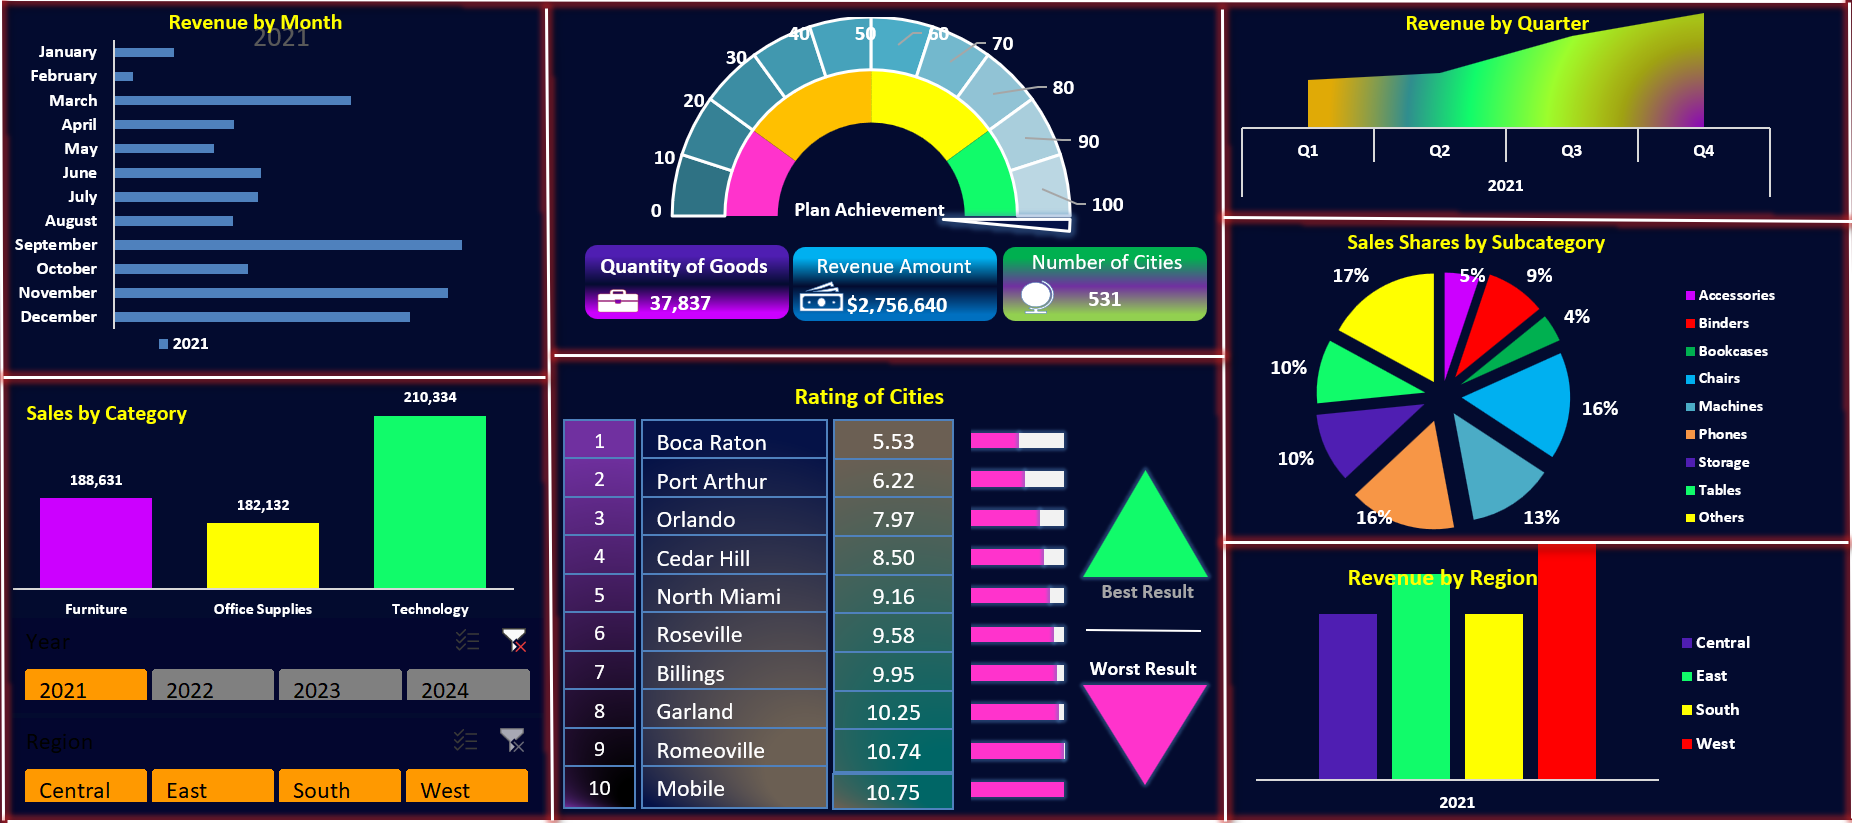 Revenue by Month
2021
January
February
March
April
May
June
July
August
September
October
November
December
2021
0
10
20
30
40
50
60
70
80
90
100
Plan Achievement
Quantity of Goods
37,837
Revenue Amount
$2,756,640
Number of Cities
531
Revenue by Quarter
Q1 Q2 Q3 Q4
2021
Sales Shares by Subcategory
17% 5% 9%
4%
10%
16%
10%
16% 13%
Accessories
Binders
Bookcases
Chairs
Machines
Phones
Storage
Tables
Others
Sales by Category
188,631
182,132
210,334
Furniture Office Supplies Technology
Year
2021 2022 2023 2024
Region
Central East South West
Rating of Cities
1 Boca Raton 5.53
2 Port Arthur 6.22
3 Orlando 7.97
4 Cedar Hill 8.50
5 North Miami 9.16
6 Roseville 9.58
7 Billings 9.95
8 Garland 10.25
9 Romeoville 10.74
10 Mobile 10.75
Best Result
Worst Result
Revenue by Region
Central
East
South
West
2021